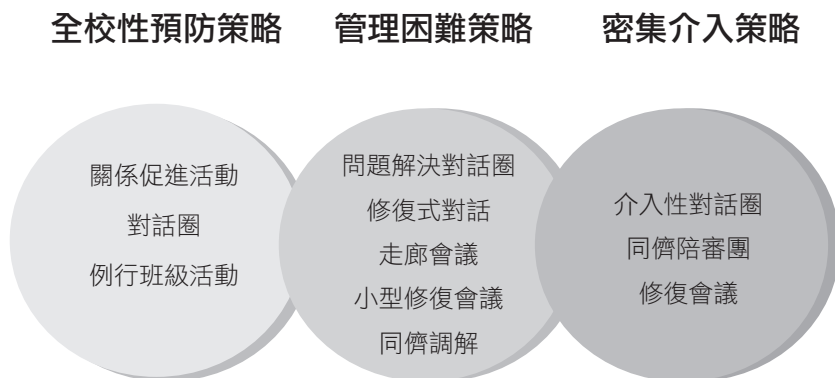 全校性預防策略
管理困難策略
密集介入策略
關係促進活動
對話圈
例行班級活動
問題解決對話圈
修復式對話
走廊會議
小型修復會議
同儕調解
介入性對話圈
同儕陪審團
修復會議